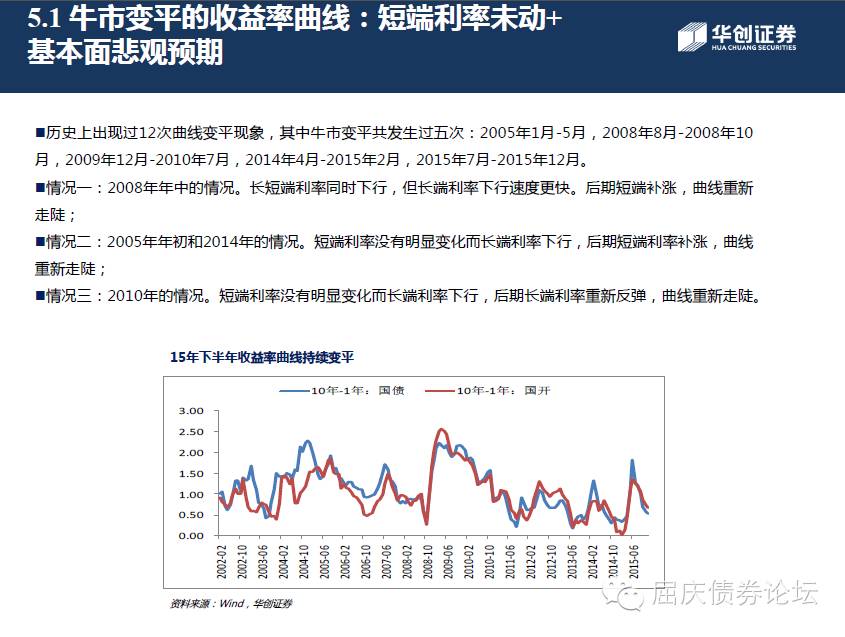 5.1 牛市变平的收益率曲线：短端利率未动+
基本面悲观预期
华创证券
HUA CHUANG SECURITIES
■历史上出现过12次曲线变平现象，其中牛市变平共发生过五次：2005年1月-5月，2008年8月-2008年10
月，2009年12月-2010年7月，2014年4月-2015年2月，2015年7月-2015年12月。
■情况一：2008年年中的情况。长短端利率同时下行，但长端利率下行速度更快。后期短端补涨，曲线重新
走陡；
■情况二：2005年年初和2014年的情况。短端利率没有明显变化而长端利率下行，后期短端利率补涨，曲线
重新走陡；
■情况三：2010年的情况。短端利率没有明显变化而长端利率下行，后期长端利率重新反弹，曲线重新走陡。
15年下半年收益率曲线持续变平
10年-1年：国债 10年-1年：国开
3.00
2.50
2.00
1.50
1.00
0.50
0.00
2002-02 2002-10 2003-06 2004-02 2004-10 2005-06 2006-02 2006-10 2007-06 2008-02 2008-10 2009-06 2010-02 2010-10 2011-06 2012-02 2012-10 2013-06 2014-02 2014-10 2015-06
资料来源：Wind，华创证券
屈庆债券论坛